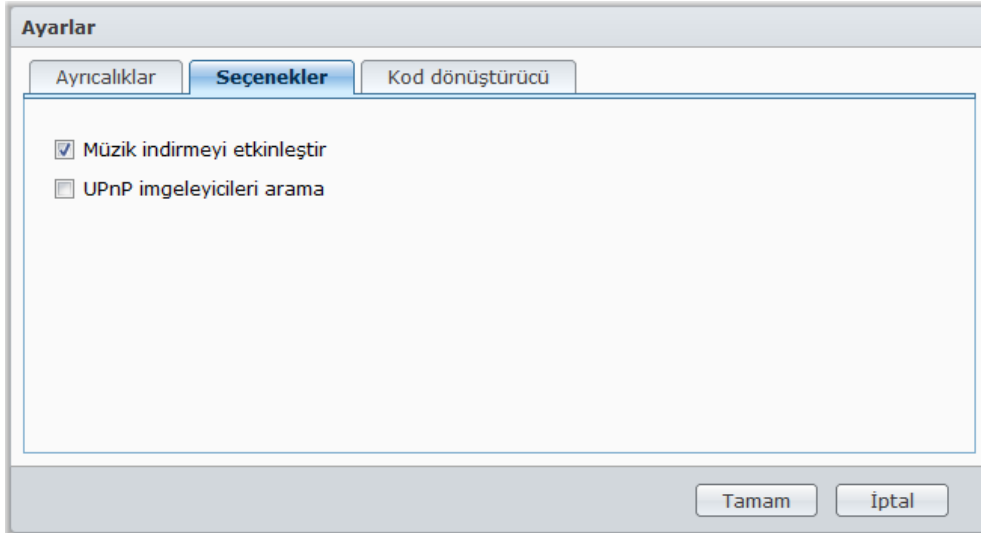 Ayarlar
Ayrıcalıklar Seçenekler Kod dönüştürücü
Müzik indirmeyi etkinleştir
UPnP imgeleyicileri arama
Tamam İptal